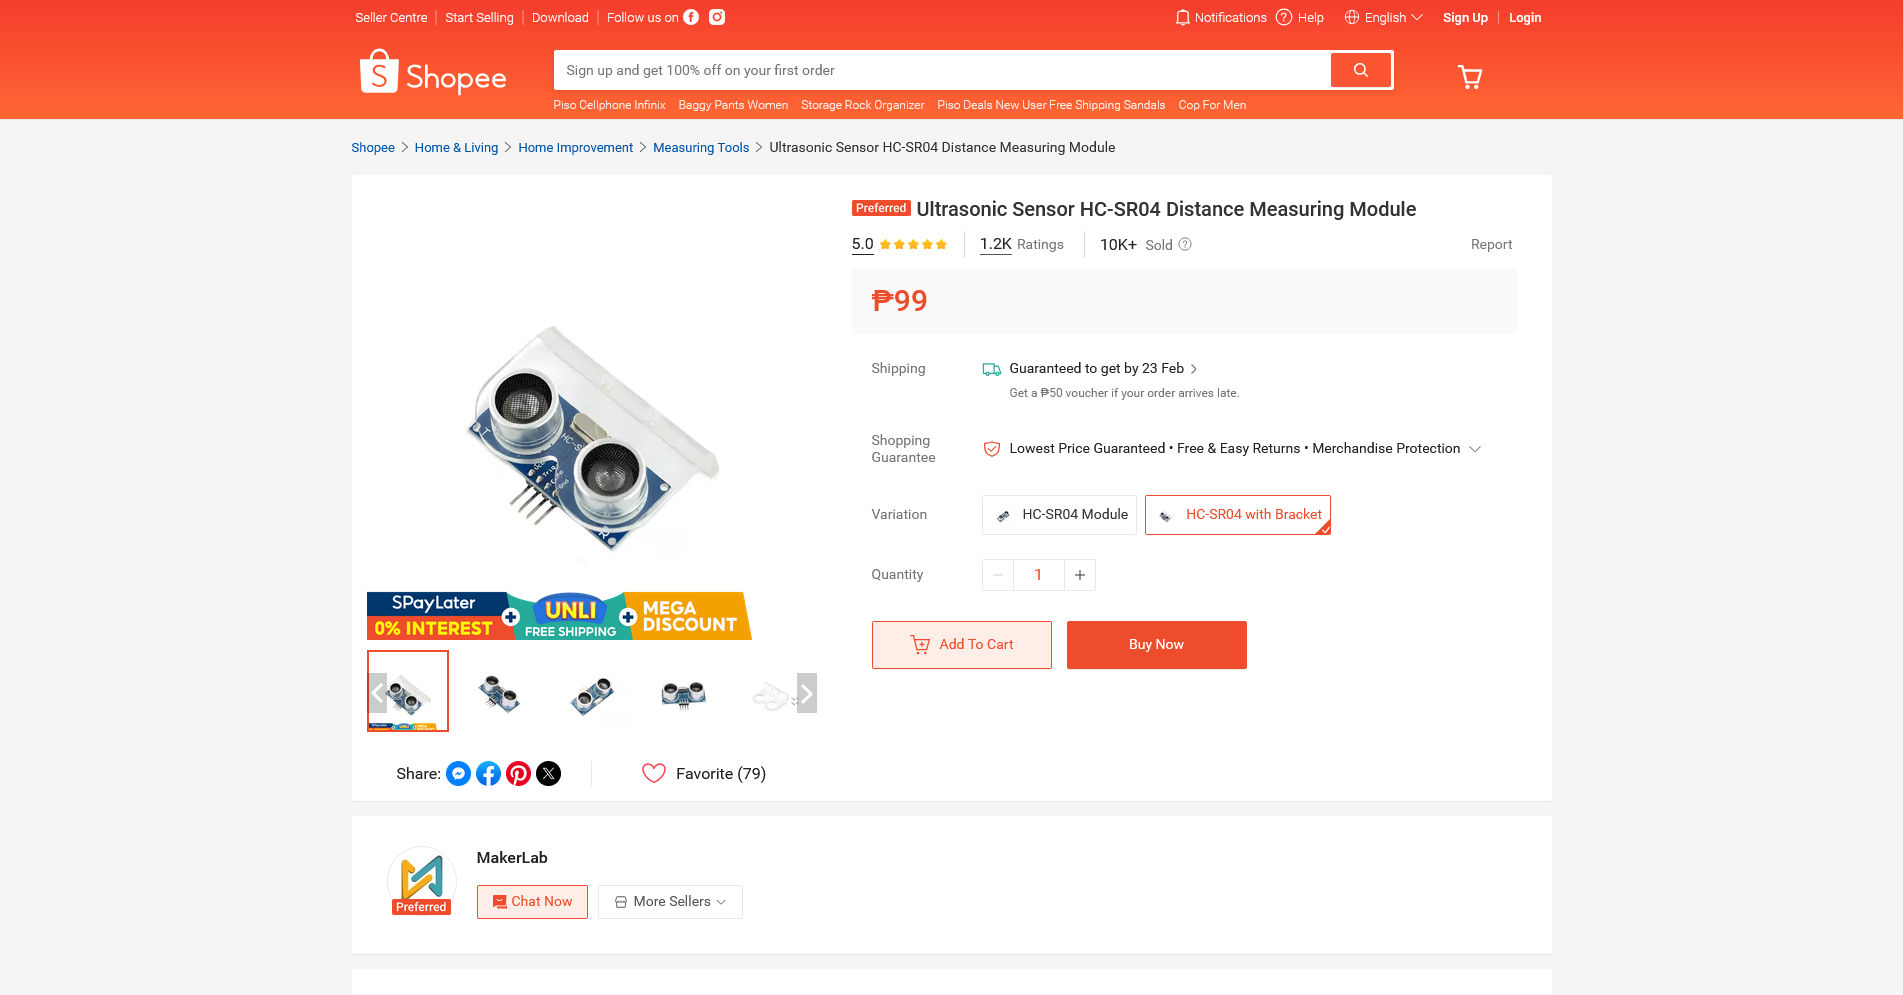 Seller Centre
Start Selling
Download
Follow us on
Notifications
Help
English
Sign Up
Login
Shopee
Sign up and get 100% off on your first order
Piso Cellphone Infinix
Baggy Pants Women
Storage Rock Organizer
Piso Deals New User Free Shipping Sandals
Cop For Men
Shopee > Home & Living > Home Improvement > Measuring Tools > Ultrasonic Sensor HC-SR04 Distance Measuring Module
Preferred Ultrasonic Sensor HC-SR04 Distance Measuring Module
5.0
1.2K Ratings
10K+ Sold
Report
₱99
Shipping
Guaranteed to get by 23 Feb
Get a ₱50 voucher if your order arrives late.
Shopping
Guarantee
Lowest Price Guaranteed • Free & Easy Returns • Merchandise Protection
Variation
HC-SR04 Module
HC-SR04 with Bracket
Quantity
1
Add To Cart
Buy Now
SPayLater
0% INTEREST
UNLI
FREE SHIPPING
MEGA
DISCOUNT
Share:
Favorite (79)
MakerLab
Preferred
Chat Now
More Sellers